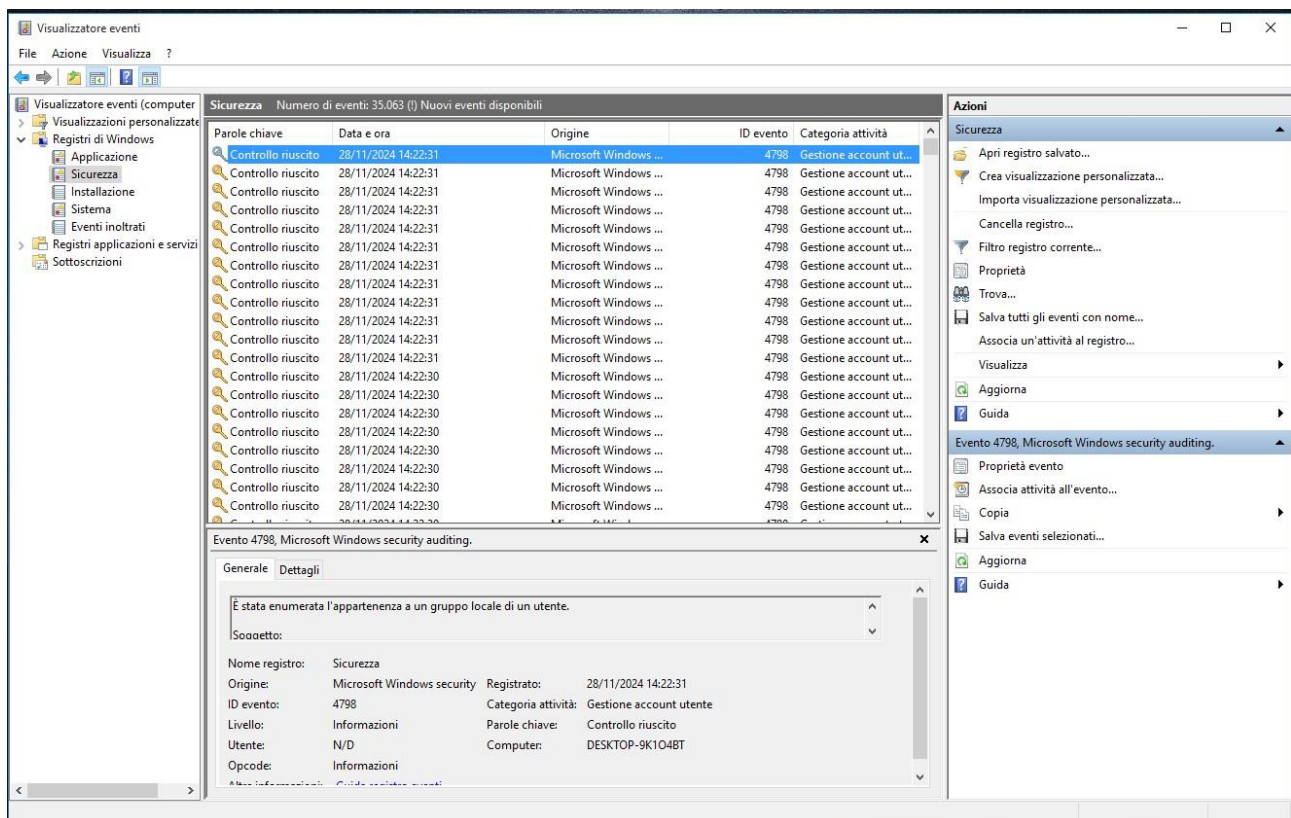 Visualizzatore eventi
File Azione Visualizza ?
Visualizzatore eventi (computer
Visualizzazioni personalizzate
Registri di Windows
Applicazione
Sicurezza
Installazione
Sistema
Eventi inoltrati
Registri applicazioni e servizi
Sottoscrizioni
Sicurezza Numero di eventi: 35.063 (!) Nuovi eventi disponibili
Parole chiave Data e ora Origine ID evento Categoria attività
Controllo riuscito 28/11/2024 14:22:31 Microsoft Windows ... 4798 Gestione account ut...
Controllo riuscito 28/11/2024 14:22:31 Microsoft Windows ... 4798 Gestione account ut...
Controllo riuscito 28/11/2024 14:22:31 Microsoft Windows ... 4798 Gestione account ut...
Controllo riuscito 28/11/2024 14:22:31 Microsoft Windows ... 4798 Gestione account ut...
Controllo riuscito 28/11/2024 14:22:31 Microsoft Windows ... 4798 Gestione account ut...
Controllo riuscito 28/11/2024 14:22:31 Microsoft Windows ... 4798 Gestione account ut...
Controllo riuscito 28/11/2024 14:22:31 Microsoft Windows ... 4798 Gestione account ut...
Controllo riuscito 28/11/2024 14:22:31 Microsoft Windows ... 4798 Gestione account ut...
Controllo riuscito 28/11/2024 14:22:31 Microsoft Windows ... 4798 Gestione account ut...
Controllo riuscito 28/11/2024 14:22:31 Microsoft Windows ... 4798 Gestione account ut...
Controllo riuscito 28/11/2024 14:22:31 Microsoft Windows ... 4798 Gestione account ut...
Controllo riuscito 28/11/2024 14:22:31 Microsoft Windows ... 4798 Gestione account ut...
Controllo riuscito 28/11/2024 14:22:30 Microsoft Windows ... 4798 Gestione account ut...
Controllo riuscito 28/11/2024 14:22:30 Microsoft Windows ... 4798 Gestione account ut...
Controllo riuscito 28/11/2024 14:22:30 Microsoft Windows ... 4798 Gestione account ut...
Controllo riuscito 28/11/2024 14:22:30 Microsoft Windows ... 4798 Gestione account ut...
Controllo riuscito 28/11/2024 14:22:30 Microsoft Windows ... 4798 Gestione account ut...
Controllo riuscito 28/11/2024 14:22:30 Microsoft Windows ... 4798 Gestione account ut...
Controllo riuscito 28/11/2024 14:22:30 Microsoft Windows ... 4798 Gestione account ut...
Controllo riuscito 28/11/2024 14:22:30 Microsoft Windows ... 4798 Gestione account ut...
Evento 4798, Microsoft Windows security auditing.
Generale Dettagli
È stata enumerata l'appartenenza a un gruppo locale di un utente.
Soggetto:
Nome registro: Sicurezza
Origine: Microsoft Windows security Registrato: 28/11/2024 14:22:31
ID evento: 4798 Categoria attività: Gestione account utente
Livello: Informazioni Parole chiave: Controllo riuscito
Utente: N/D Computer: DESKTOP-9K1O4BT
Opcode: Informazioni
Altre informazioni: Guida registro eventi
Azioni
Sicurezza
Apri registro salvato...
Crea visualizzazione personalizzata...
Importa visualizzazione personalizzata...
Cancella registro...
Filtro registro corrente...
Proprietà
Trova...
Salva tutti gli eventi con nome...
Associa un'attività al registro...
Visualizza
Aggiorna
Guida
Evento 4798, Microsoft Windows security auditing.
Proprietà evento
Associa attività all'evento...
Copia
Salva eventi selezionati...
Aggiorna
Guida